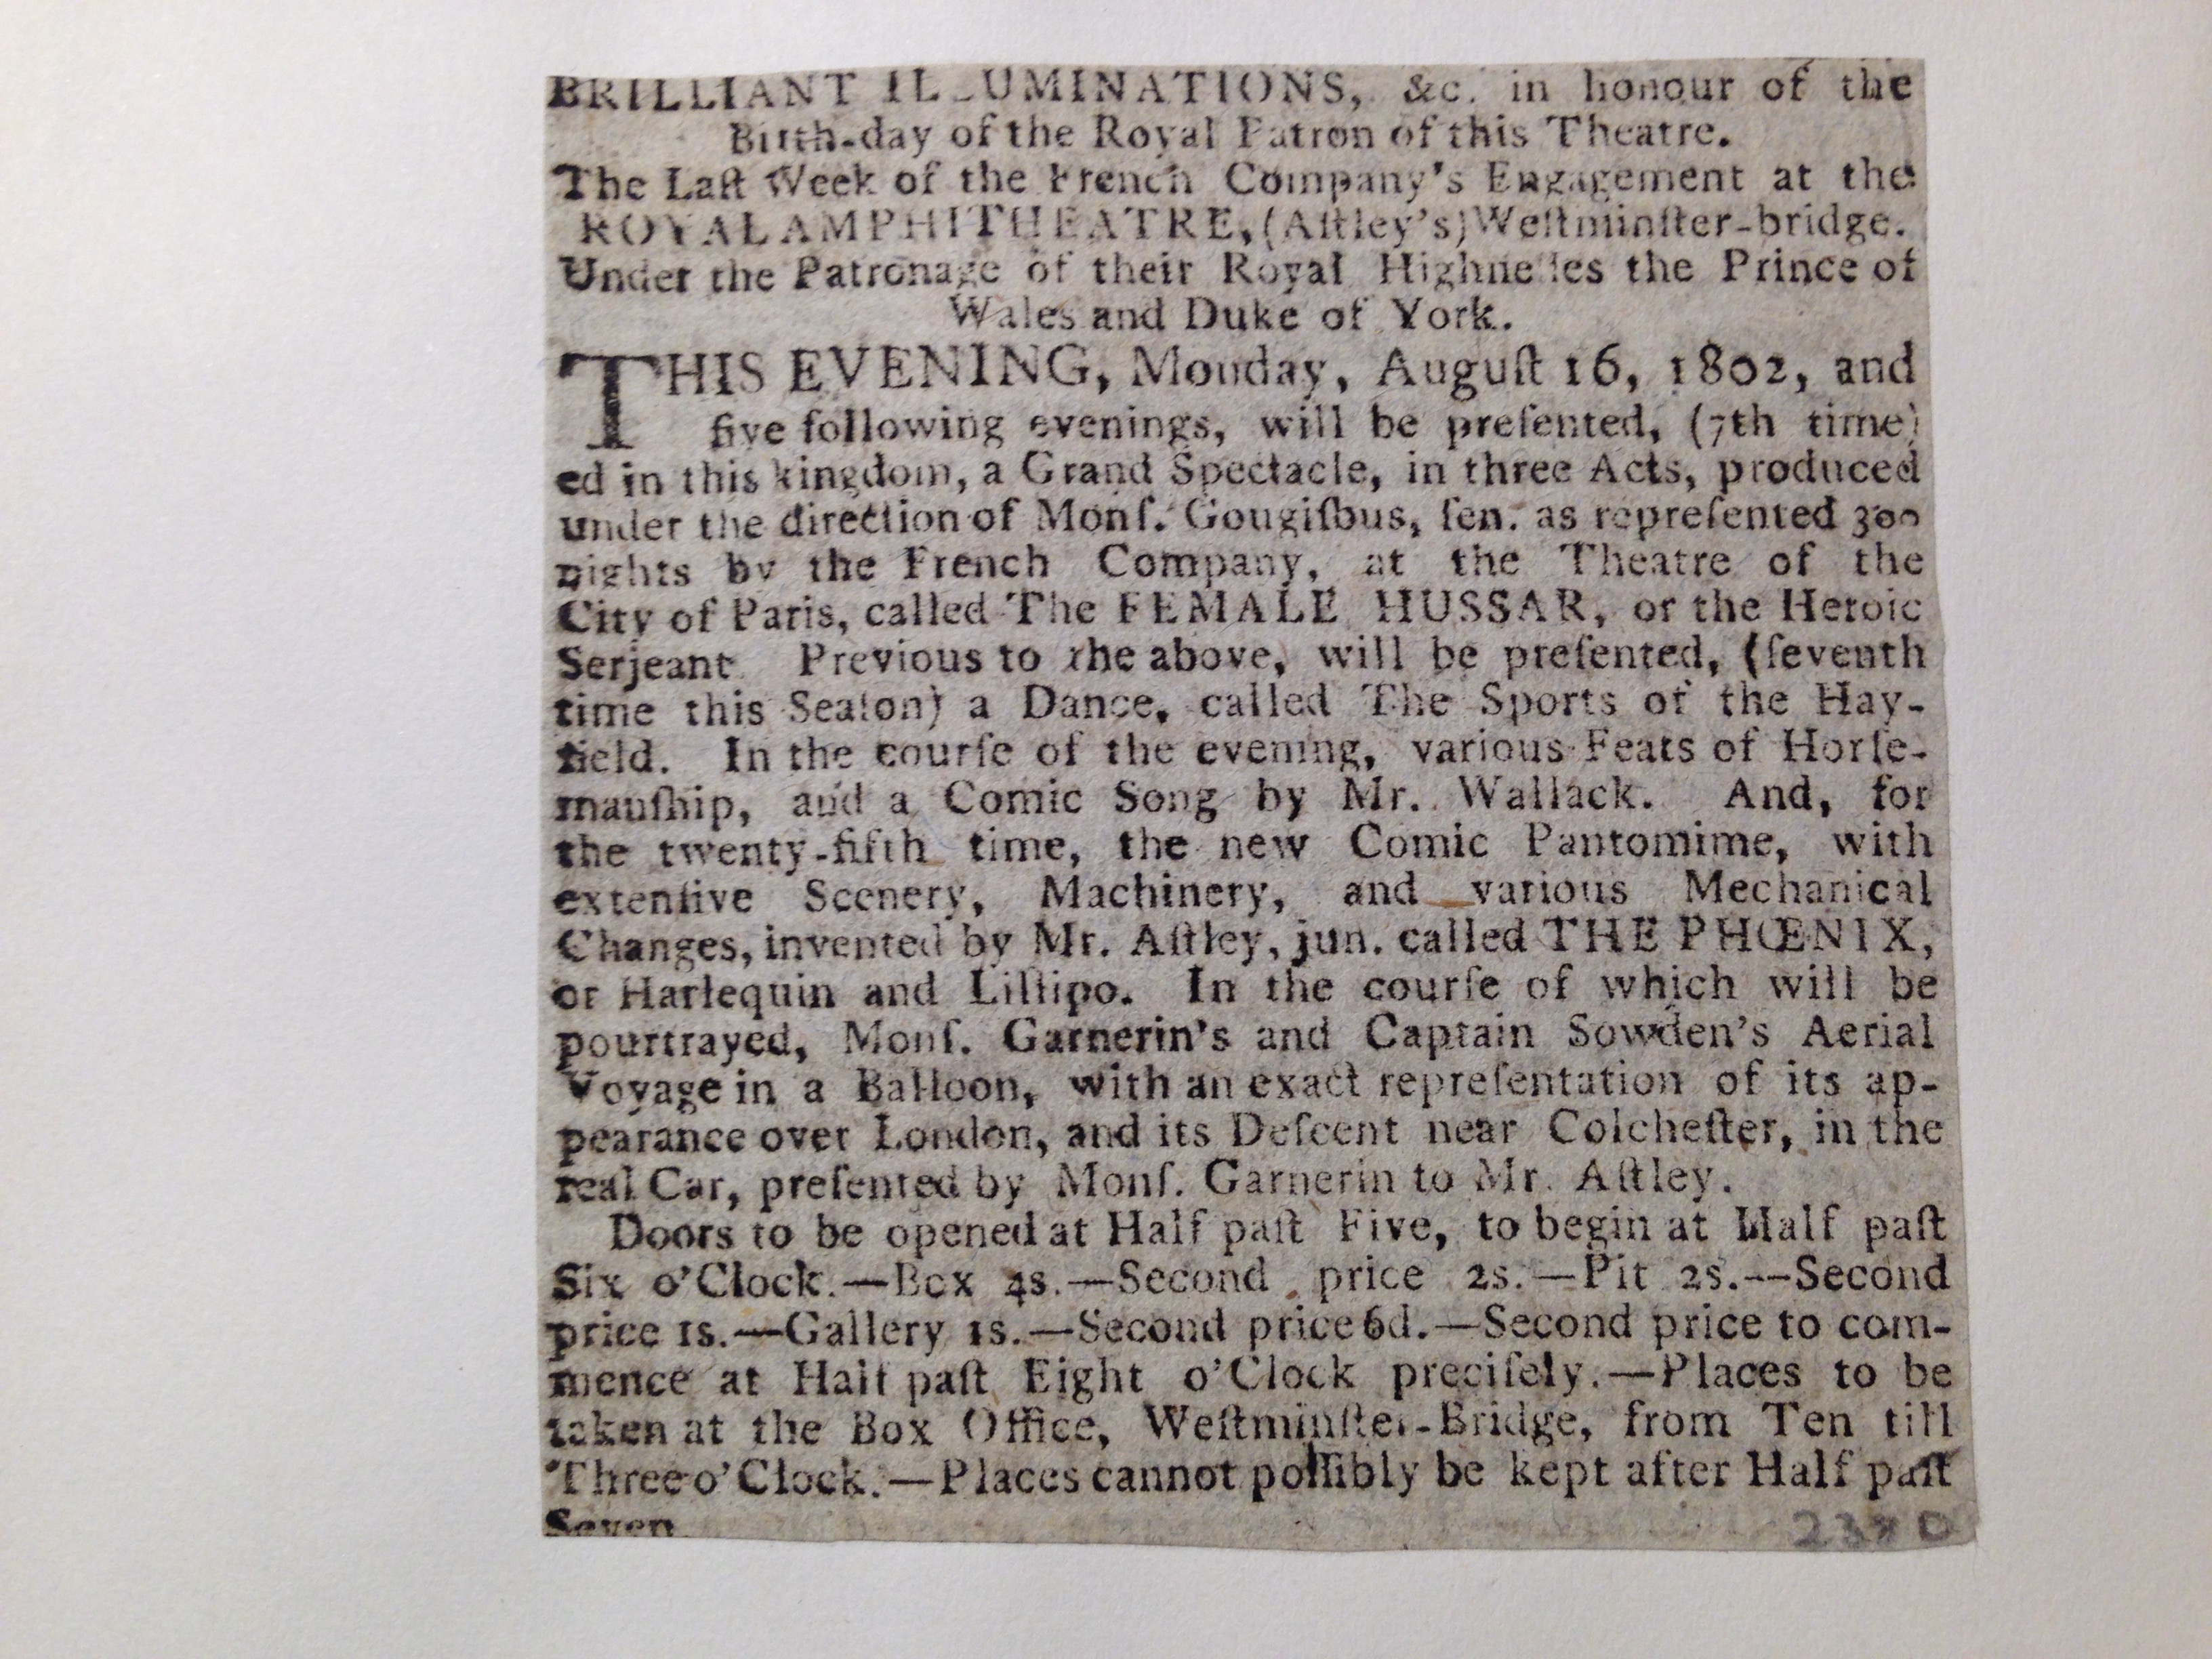 BRILLIANT ILLUMINATIONS, &c. in honour of the
Birth-day of the Royal Patron of this Theatre.
The Laſt Week of the French Company's Engagement at the
ROYAL AMPHITHEATRE, (Aſtley's) Weſtminſter-bridge.
Under the Patronage of their Royal Highneſſes the Prince of
Wales and Duke of York.
THIS EVENING, Monday, Auguſt 16, 1802, and
five following evenings, will be preſented, (7th time)
ed in this kingdom, a Grand Spectacle, in three Acts, produced
under the direction of Monſ. Gougiſbus, ſen. as repreſented 300
nights by the French Company, at the Theatre of the
City of Paris, called The FEMALE HUSSAR, or the Heroic
Serjeant Previous to the above, will be preſented, (ſeventh
time this Seaſon) a Dance, called The Sports of the Hay-
field. In the courſe of the evening, various Feats of Horſe-
manſhip, and a Comic Song by Mr. Wallack. And, for
the twenty-fifth time, the new Comic Pantomime, with
extenſive Scenery, Machinery, and various Mechanical
Changes, invented by Mr. Aſtley, jun. called THE PHŒNIX,
or Harlequin and Lillipo. In the courſe of which will be
pourtrayed, Monſ. Garnerin's and Captain Sowden's Aerial
Voyage in a Balloon, with an exact repreſentation of its ap-
pearance over London, and its Deſcent near Colcheſter, in the
real Car, preſented by Monſ. Garnerin to Mr. Aſtley.
Doors to be opened at Half paſt Five, to begin at Half paſt
Six o'Clock.—Box 4s.—Second price 2s.—Pit 2s.—Second
price 1s.—Gallery 1s.—Second price 6d.—Second price to com-
mence at Half paſt Eight o'Clock preciſely.—Places to be
taken at the Box Office, Weſtminſter-Bridge, from Ten till
Three o'Clock.—Places cannot poſſibly be kept after Half paſt
Seven